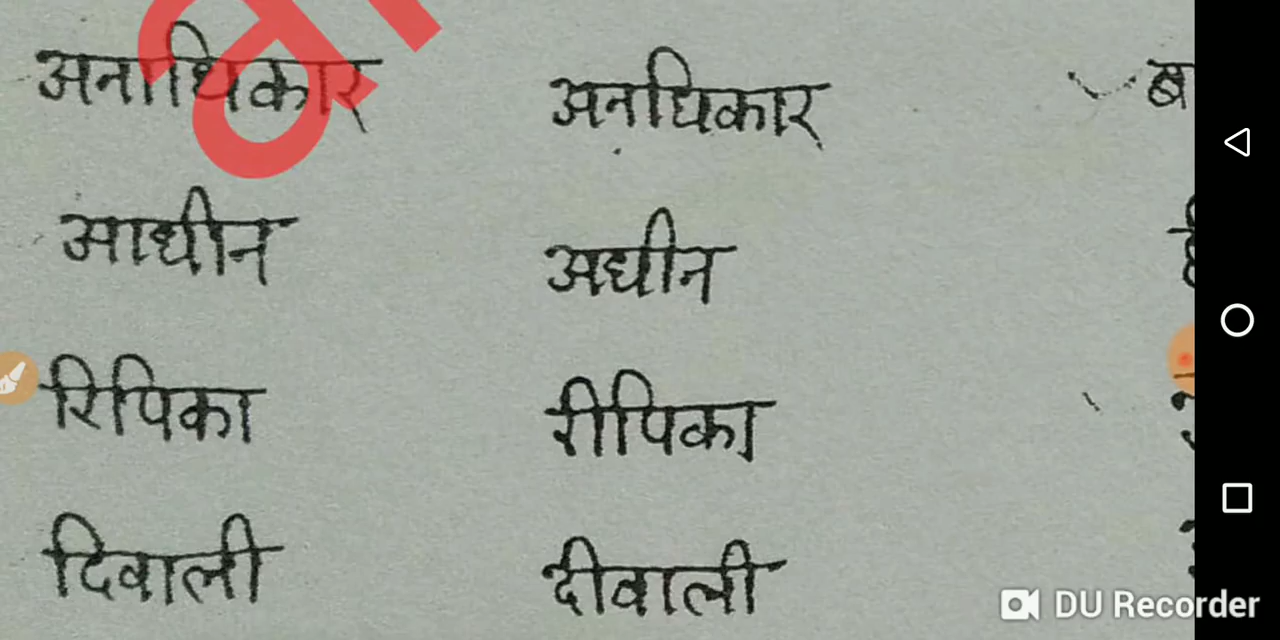 अनाधिकार अनधिकार
आधीन अधीन
रिपिका रीपिका
दिवाली दीवाली
DU Recorder